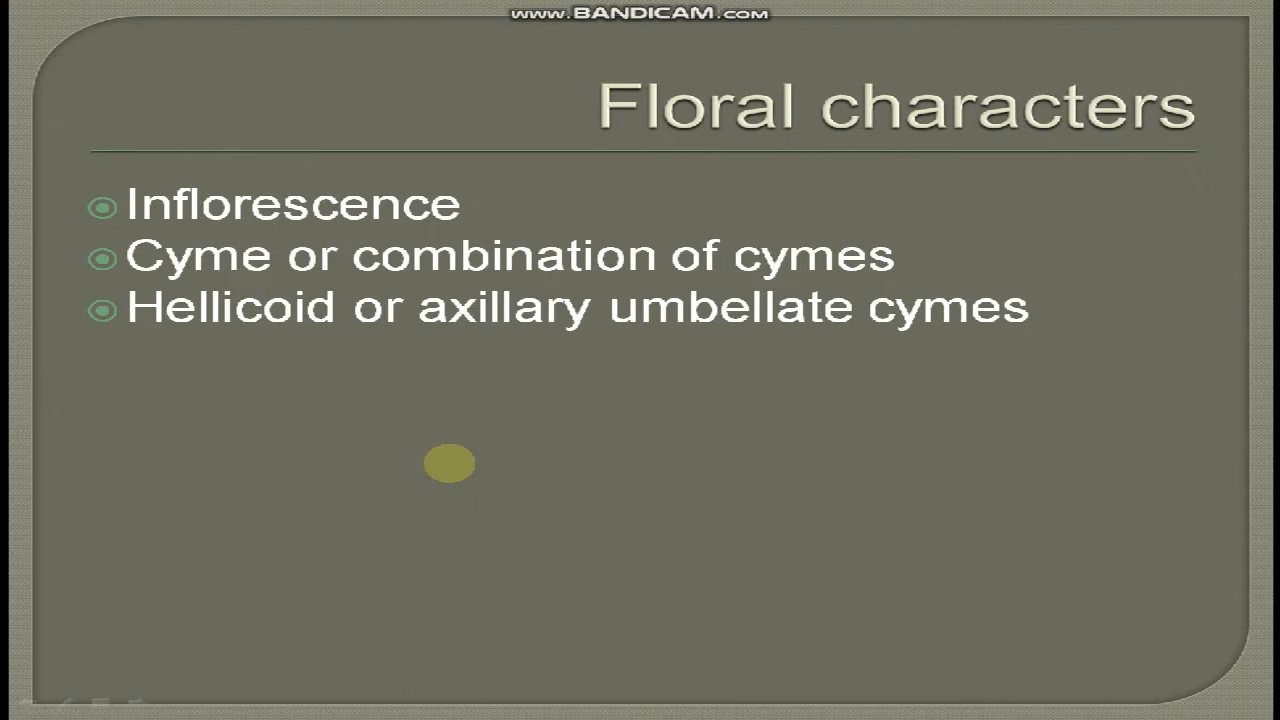 www.BANDICAM.com
Floral characters
Inflorescence
Cyme or combination of cymes
Hellicoid or axillary umbellate cymes